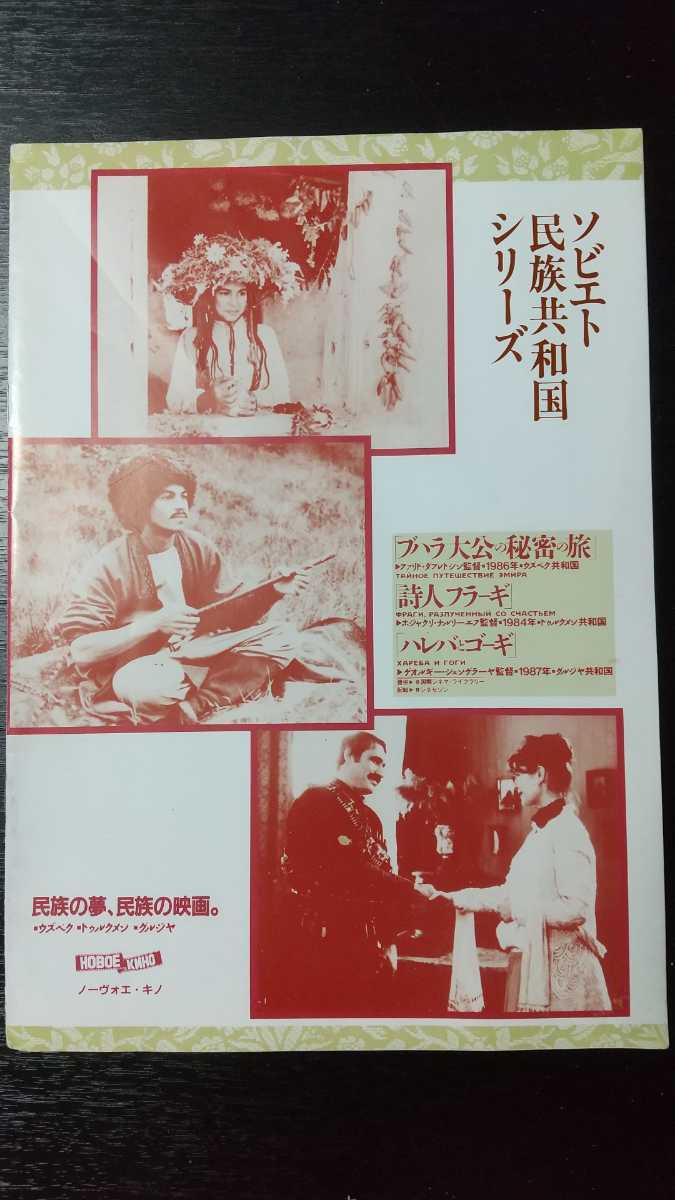 ソビエト
民族共和国
シリーズ
「ブハラ大公の秘密の旅」
▶ファリド・ダブレトシン監督・1986年・ウズベク共和国
ТАЙНОЕ ПУТЕШЕСТВИЕ ЭМИРА
「詩人フラーギ」
ФРАГИ, РАЗЛУЧЕННЫЙ СО СЧАСТЬЕМ
▶ホジャクリ・ナルリーエフ監督・1984年・トゥルクメン共和国
「ハレバとゴーギ」
ХАРЕБА И ГОГИ
▶ゲオルギー・シェンゲラーヤ監督・1987年・グルジヤ共和国
民族の夢、民族の映画。
■ウズベク ■トゥルクメン ■グルジヤ
НОВОЕ КИНО
ノーヴォエ・キノ